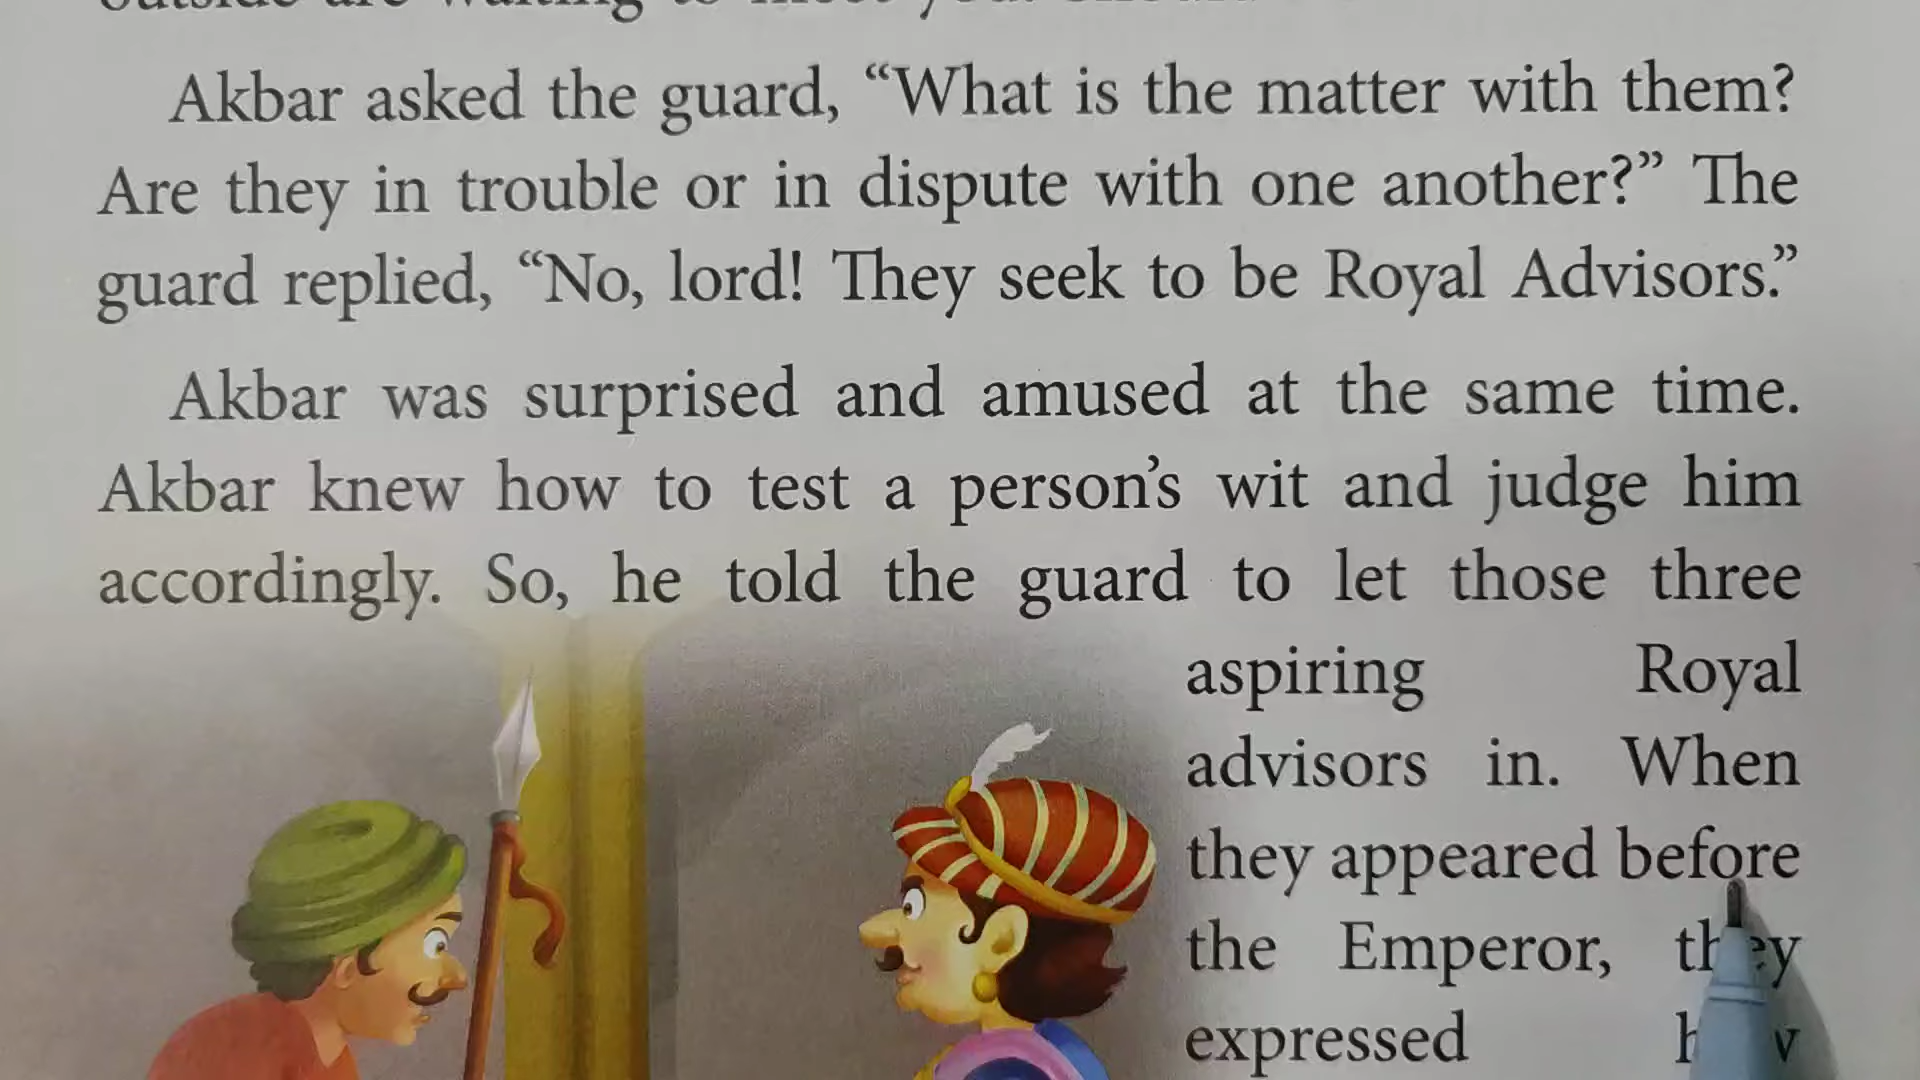 Akbar asked the guard, “What is the matter with them?
Are they in trouble or in dispute with one another?” The
guard replied, “No, lord! They seek to be Royal Advisors.”
Akbar was surprised and amused at the same time.
Akbar knew how to test a person’s wit and judge him
accordingly. So, he told the guard to let those three
aspiring Royal
advisors in. When
they appeared before
the Emperor, they
expressed